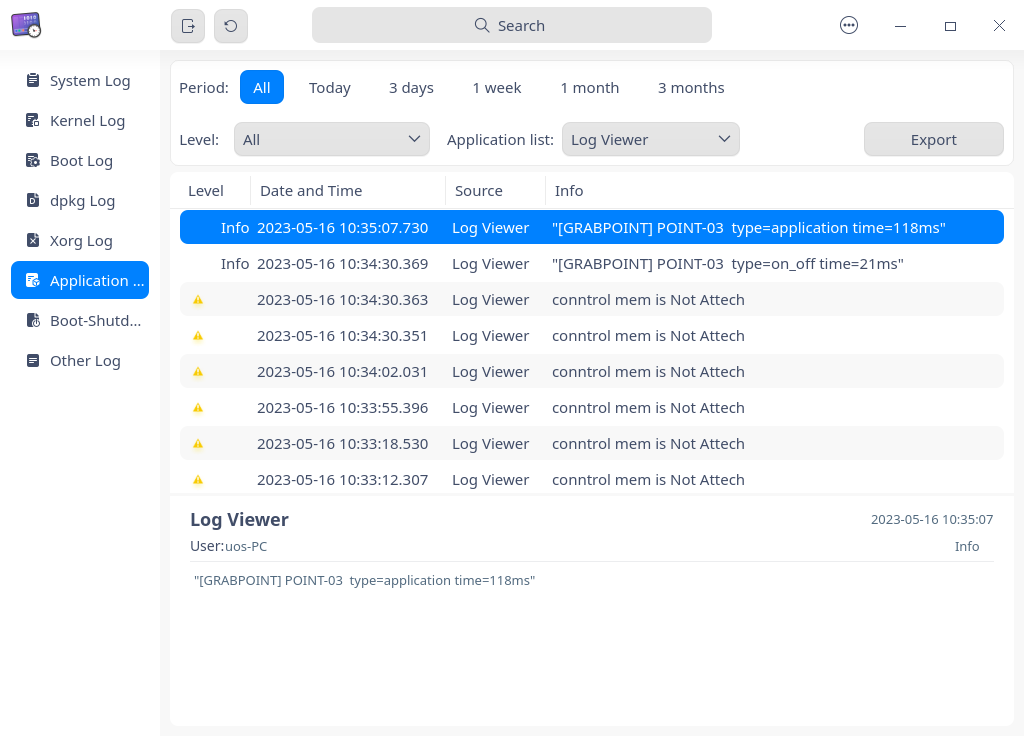 Search
System Log
Kernel Log
Boot Log
dpkg Log
Xorg Log
Application ...
Boot-Shutd...
Other Log
Period: All Today 3 days 1 week 1 month 3 months
Level: All Application list: Log Viewer Export
Level Date and Time Source Info
Info 2023-05-16 10:35:07.730 Log Viewer "[GRABPOINT] POINT-03  type=application time=118ms"
Info 2023-05-16 10:34:30.369 Log Viewer "[GRABPOINT] POINT-03  type=on_off time=21ms"
2023-05-16 10:34:30.363 Log Viewer conntrol mem is Not Attech
2023-05-16 10:34:30.351 Log Viewer conntrol mem is Not Attech
2023-05-16 10:34:02.031 Log Viewer conntrol mem is Not Attech
2023-05-16 10:33:55.396 Log Viewer conntrol mem is Not Attech
2023-05-16 10:33:18.530 Log Viewer conntrol mem is Not Attech
2023-05-16 10:33:12.307 Log Viewer conntrol mem is Not Attech
Log Viewer 2023-05-16 10:35:07
User:uos-PC Info
"[GRABPOINT] POINT-03  type=application time=118ms"